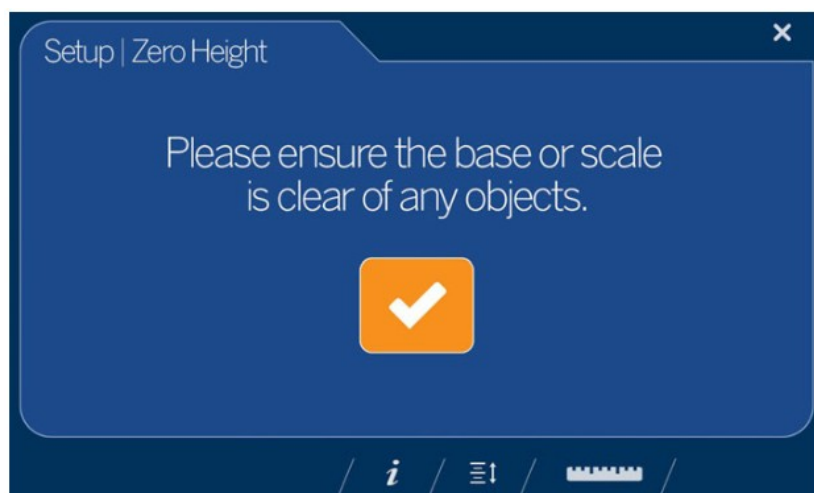 Setup | Zero Height
Please ensure the base or scale
is clear of any objects.
i